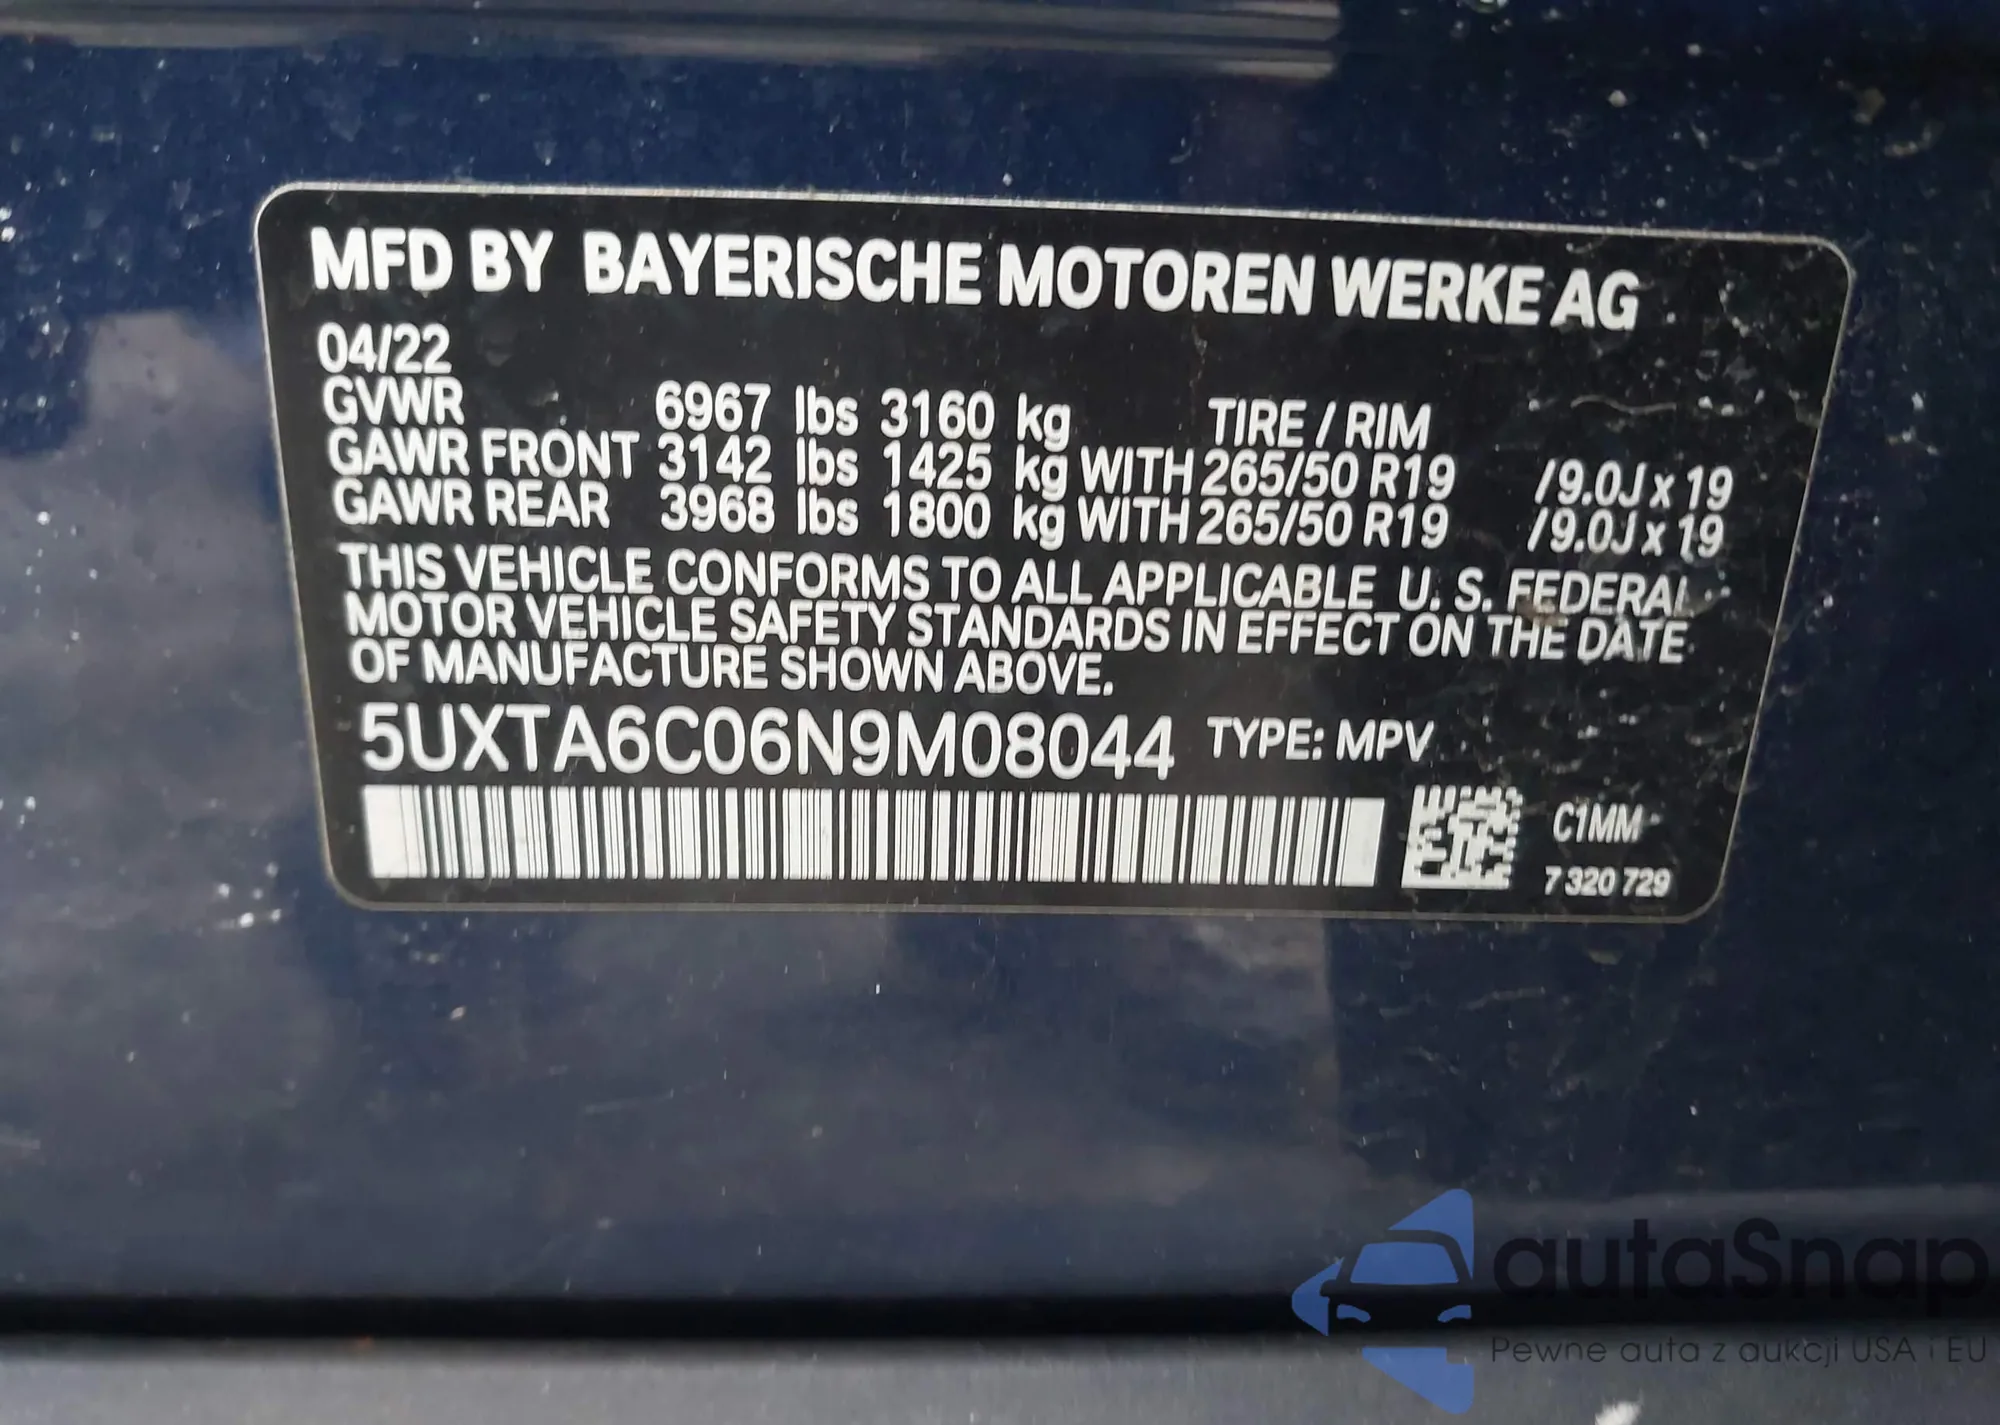 MFD BY BAYERISCHE MOTOREN WERKE AG
04/22
GVWR 6967 lbs 3160 kg TIRE / RIM
GAWR FRONT 3142 lbs 1425 kg WITH 265/50 R19 /9.0J x 19
GAWR REAR 3968 lbs 1800 kg WITH 265/50 R19 /9.0J x 19
THIS VEHICLE CONFORMS TO ALL APPLICABLE U. S. FEDERAL
MOTOR VEHICLE SAFETY STANDARDS IN EFFECT ON THE DATE
OF MANUFACTURE SHOWN ABOVE.
5UXTA6C06N9M08044 TYPE: MPV
C1MM
7 320 729
autaSnap
Pewne auta z aukcji USA i EU